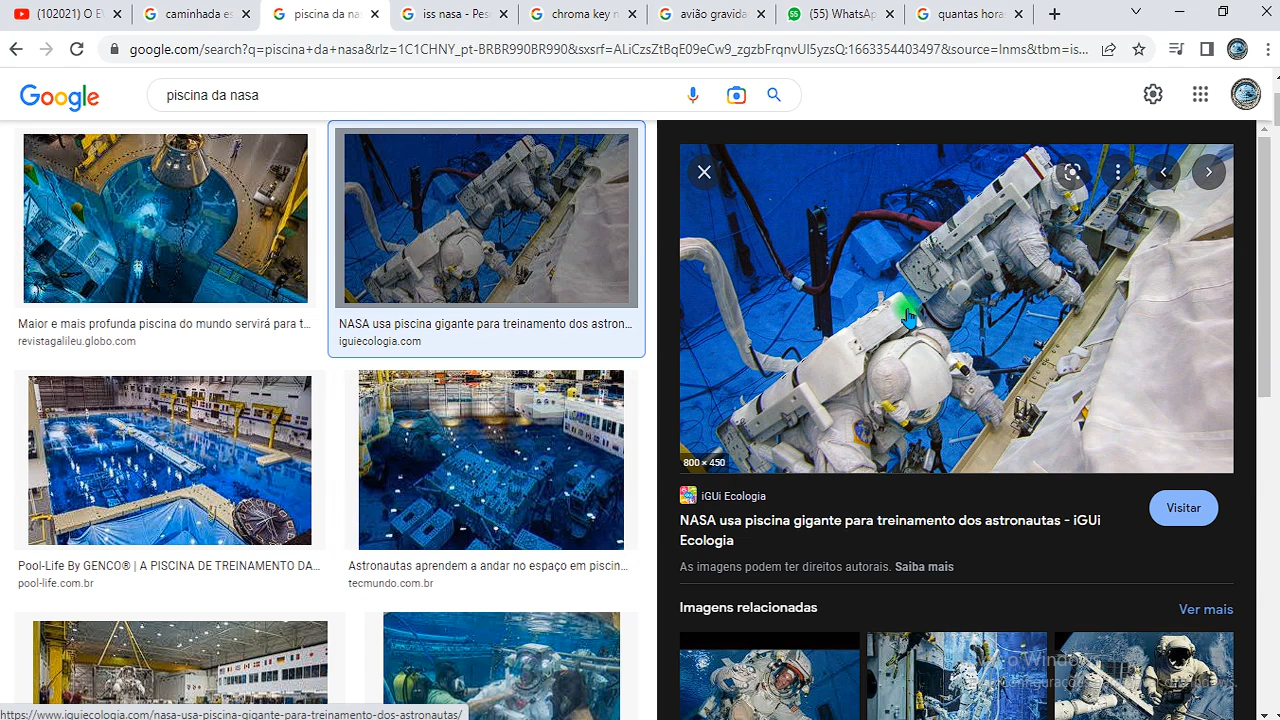 (102021) O E
caminhada es
piscina da na
iss nasa - Pes
chroma key n
avião gravida
(55) WhatsAp
quantas hora
google.com/search?q=piscina+da+nasa&rlz=1C1CHNY_pt-BRBR990BR990&sxsrf=ALiCzsZtBqE09eCw9_zgzbFrqnvUl5yzsQ:1663354403497&source=lnms&tbm=is...
Google
piscina da nasa
Maior e mais profunda piscina do mundo servirá para t...
revistagalileu.globo.com
NASA usa piscina gigante para treinamento dos astron...
iguiecologia.com
Pool-Life By GENCO® | A PISCINA DE TREINAMENTO DA...
pool-life.com.br
Astronautas aprendem a andar no espaço em piscin...
tecmundo.com.br
800 × 450
iGUi Ecologia
Visitar
NASA usa piscina gigante para treinamento dos astronautas - iGUi
Ecologia
As imagens podem ter direitos autorais. Saiba mais
Imagens relacionadas
Ver mais
o Windo
configuraç
https://www.iguiecologia.com/nasa-usa-piscina-gigante-para-treinamento-dos-astronautas/